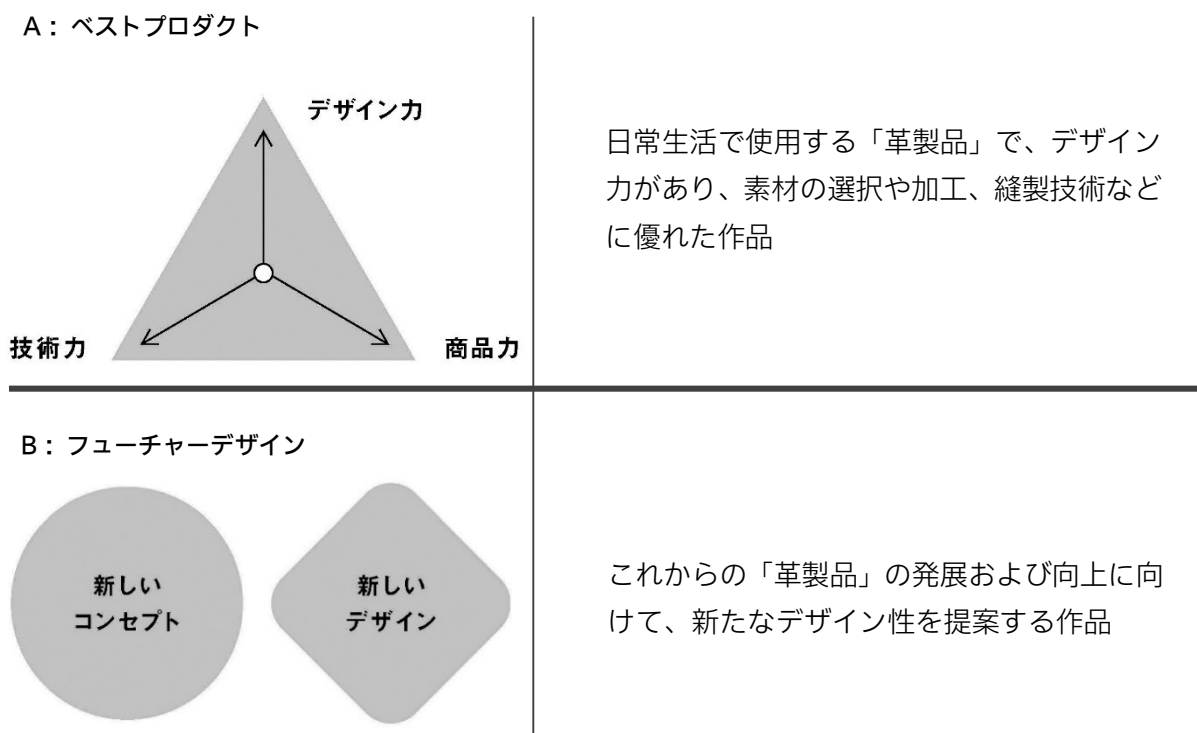 A：ベストプロダクト
デザイン力
技術力
商品力
日常生活で使用する「革製品」で、デザイン
力があり、素材の選択や加工、縫製技術など
に優れた作品
B：フューチャーデザイン
新しい
コンセプト
新しい
デザイン
これからの「革製品」の発展および向上に向
けて、新たなデザイン性を提案する作品